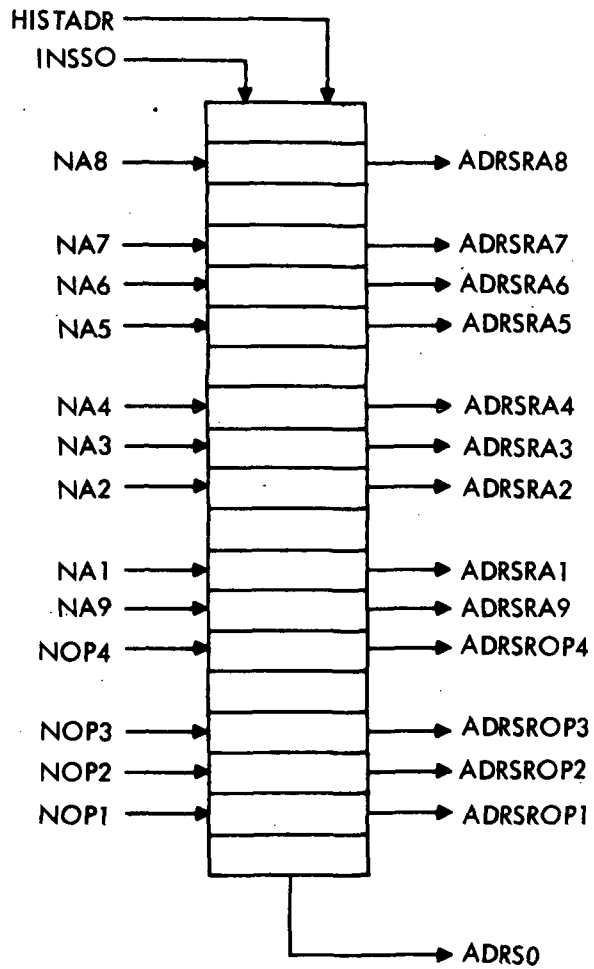 HISTADR
INSSO
NA8 ADRSRA8
NA7 ADRSRA7
NA6 ADRSRA6
NA5 ADRSRA5
NA4 ADRSRA4
NA3 ADRSRA3
NA2 ADRSRA2
NA1 ADRSRA1
NA9 ADRSRA9
NOP4 ADRSROP4
NOP3 ADRSROP3
NOP2 ADRSROP2
NOP1 ADRSROP1
ADRS0